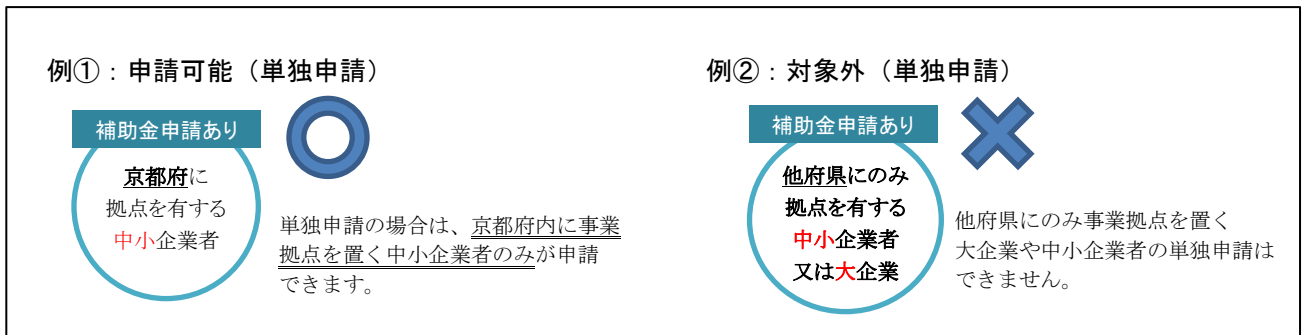 例①：申請可能（単独申請）
補助金申請あり
京都府に
拠点を有する
中小企業者
単独申請の場合は、京都府内に事業
拠点を置く中小企業者のみが申請
できます。
例②：対象外（単独申請）
補助金申請あり
他府県にのみ
拠点を有する
中小企業者
又は大企業
他府県にのみ事業拠点を置く
大企業や中小企業者の単独申請は
できません。